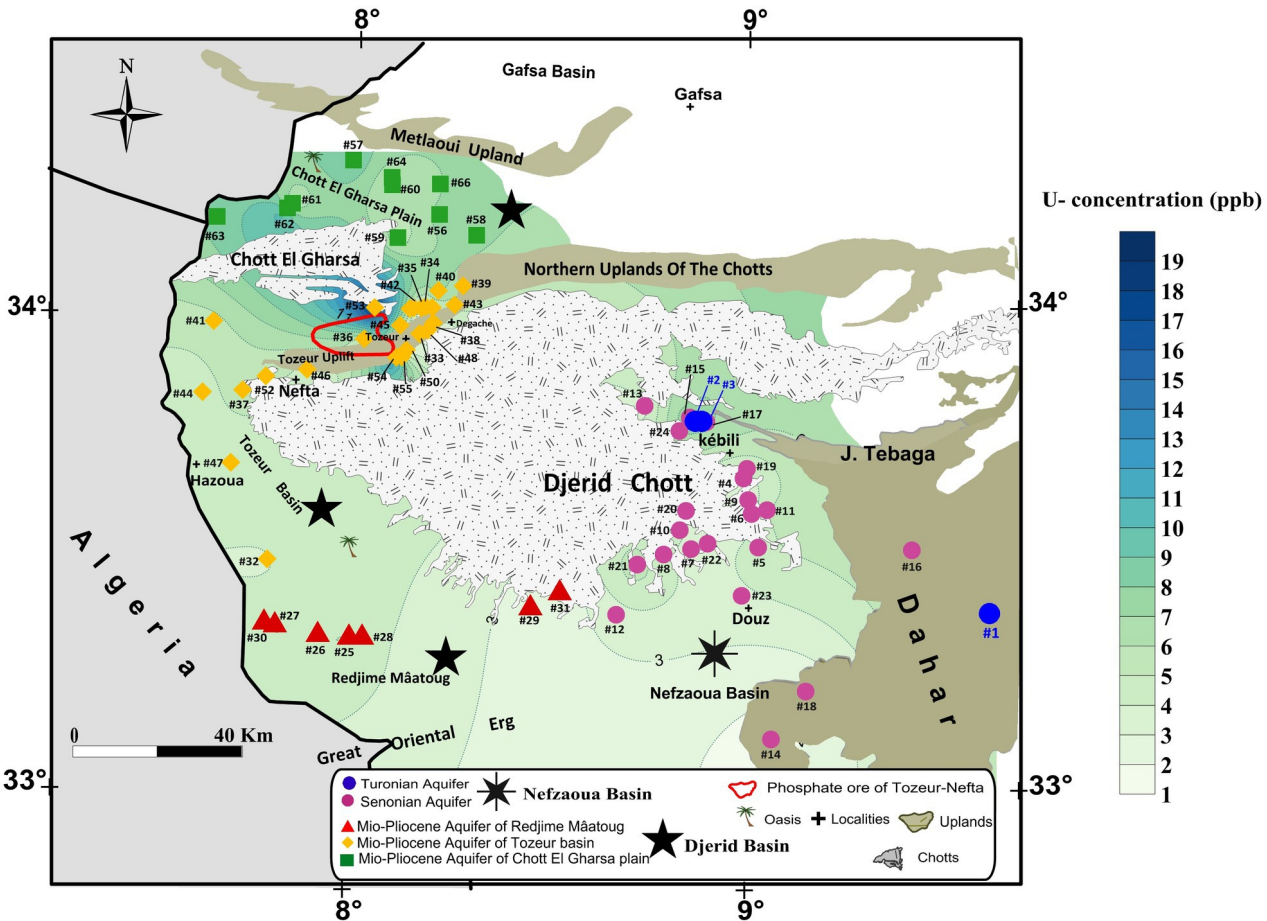 8°
9°
N
Gafsa Basin
Gafsa
Metlaoui Upland
#57
#64
#60
#66
Chott El Gharsa Plain
#61
#62
#63
#56
#58
#59
Chott El Gharsa
Northern Uplands Of The Chotts
#35
#34
#42
#40
#39
#43
#53
#45
Degache
#41
#36
Tozeur
#38
#48
#33
Tozeur Uplift
#54
#50
#55
#46
#52
Nefta
#44
#37
34°
34°
#15
#2
#3
#13
#17
#24
kébili
J. Tebaga
#47
Hazoua
Tozeur Basin
Djerid Chott
#19
#4
#9
#6
#11
#20
#10
#5
#22
#7
#8
#21
#16
#32
#23
Douz
#12
#1
#31
#29
#27
#30
#26
#25
#28
Algeria
Dahar
3
Redjime Mâatoug
Nefzaoua Basin
#18
#14
0
40 Km
Great Oriental Erg
33°
33°
Turonian Aquifer
Senonian Aquifer
Nefzaoua Basin
Mio-Pliocene Aquifer of Redjime Mâatoug
Mio-Pliocene Aquifer of Tozeur basin
Mio-Pliocene Aquifer of Chott El Gharsa plain
Djerid Basin
Phosphate ore of Tozeur-Nefta
Oasis
Localities
Uplands
Chotts
8°
9°
U- concentration (ppb)
19
18
17
16
15
14
13
12
11
10
9
8
7
6
5
4
3
2
1